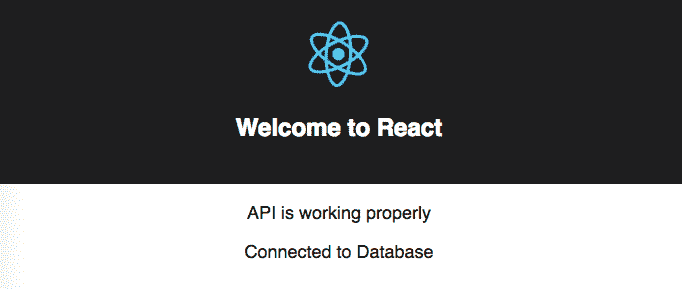 Welcome to React
API is working properly
Connected to Database